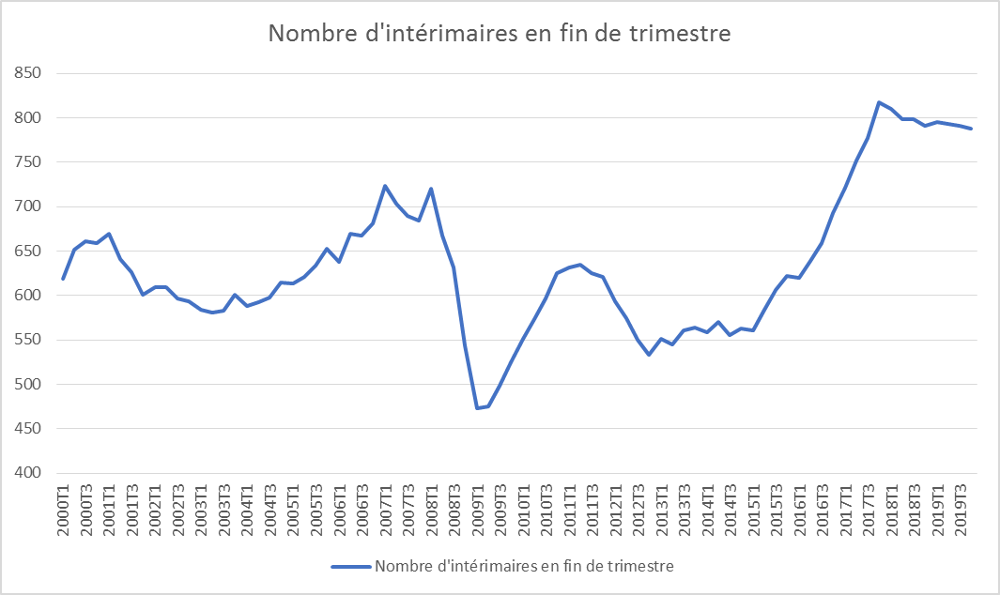 Nombre d'intérimaires en fin de trimestre
850
800
750
700
650
600
550
500
450
400
2000T1
2000T3
2001T1
2001T3
2002T1
2002T3
2003T1
2003T3
2004T1
2004T3
2005T1
2005T3
2006T1
2006T3
2007T1
2007T3
2008T1
2008T3
2009T1
2009T3
2010T1
2010T3
2011T1
2011T3
2012T1
2012T3
2013T1
2013T3
2014T1
2014T3
2015T1
2015T3
2016T1
2016T3
2017T1
2017T3
2018T1
2018T3
2019T1
2019T3
Nombre d'intérimaires en fin de trimestre